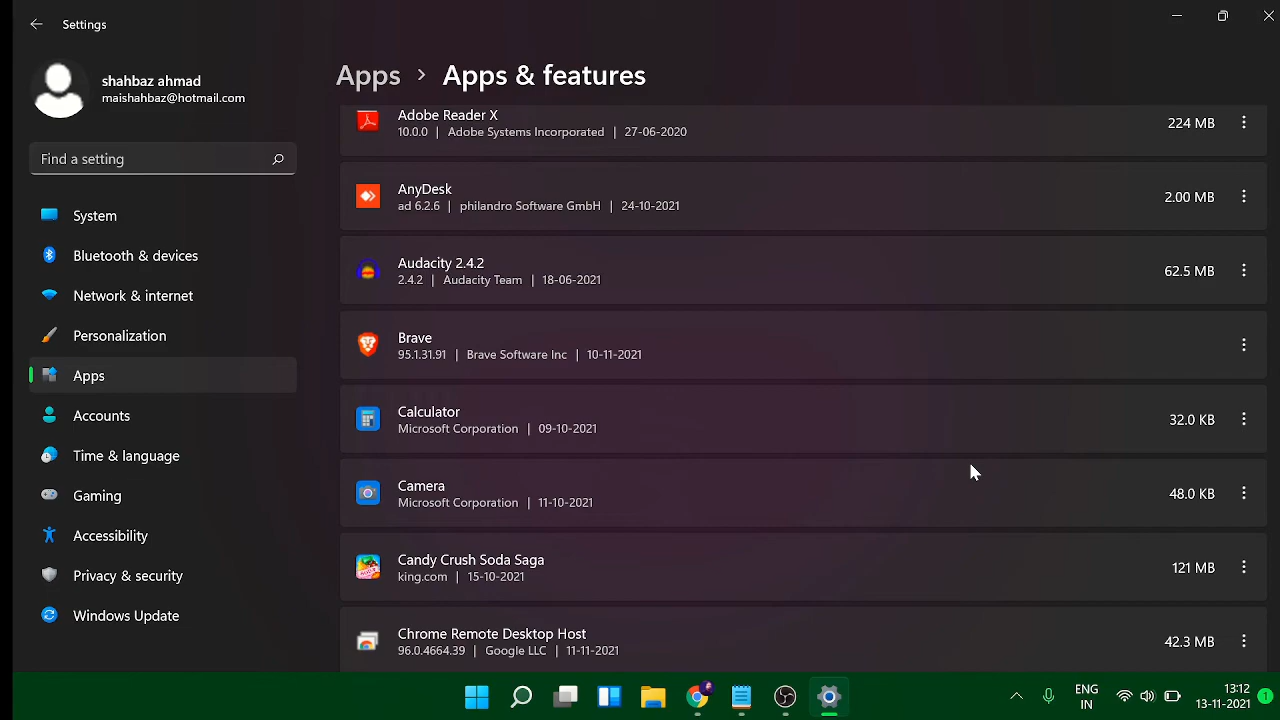 Settings
shahbaz ahmad
maishahbaz@hotmail.com
Find a setting
System
Bluetooth & devices
Network & internet
Personalization
Apps
Accounts
Time & language
Gaming
Accessibility
Privacy & security
Windows Update
Apps > Apps & features
Adobe Reader X
10.0.0 | Adobe Systems Incorporated | 27-06-2020
224 MB
AnyDesk
ad 6.2.6 | philandro Software GmbH | 24-10-2021
2.00 MB
Audacity 2.4.2
2.4.2 | Audacity Team | 18-06-2021
62.5 MB
Brave
95.1.31.91 | Brave Software Inc | 10-11-2021
Calculator
Microsoft Corporation | 09-10-2021
32.0 KB
Camera
Microsoft Corporation | 11-10-2021
48.0 KB
Candy Crush Soda Saga
king.com | 15-10-2021
121 MB
Chrome Remote Desktop Host
96.0.4664.39 | Google LLC | 11-11-2021
42.3 MB
ENG
IN
13:12
13-11-2021
1